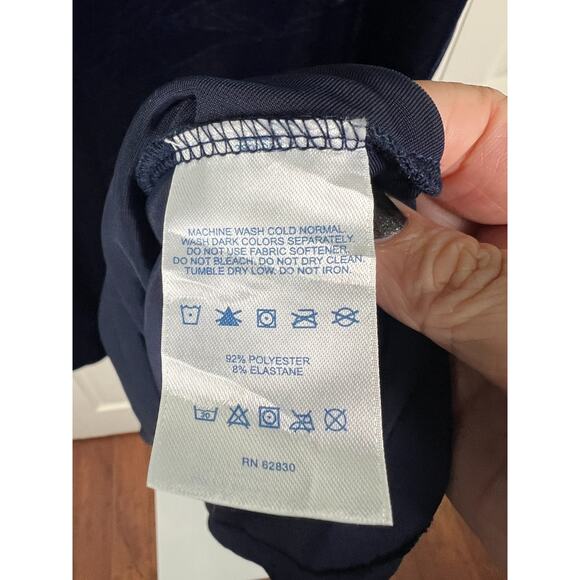 MACHINE WASH COLD NORMAL.
WASH DARK COLORS SEPARATELY.
DO NOT USE FABRIC SOFTENER.
DO NOT BLEACH. DO NOT DRY CLEAN.
TUMBLE DRY LOW. DO NOT IRON.
92% POLYESTER
8% ELASTANE
30
RN 62830